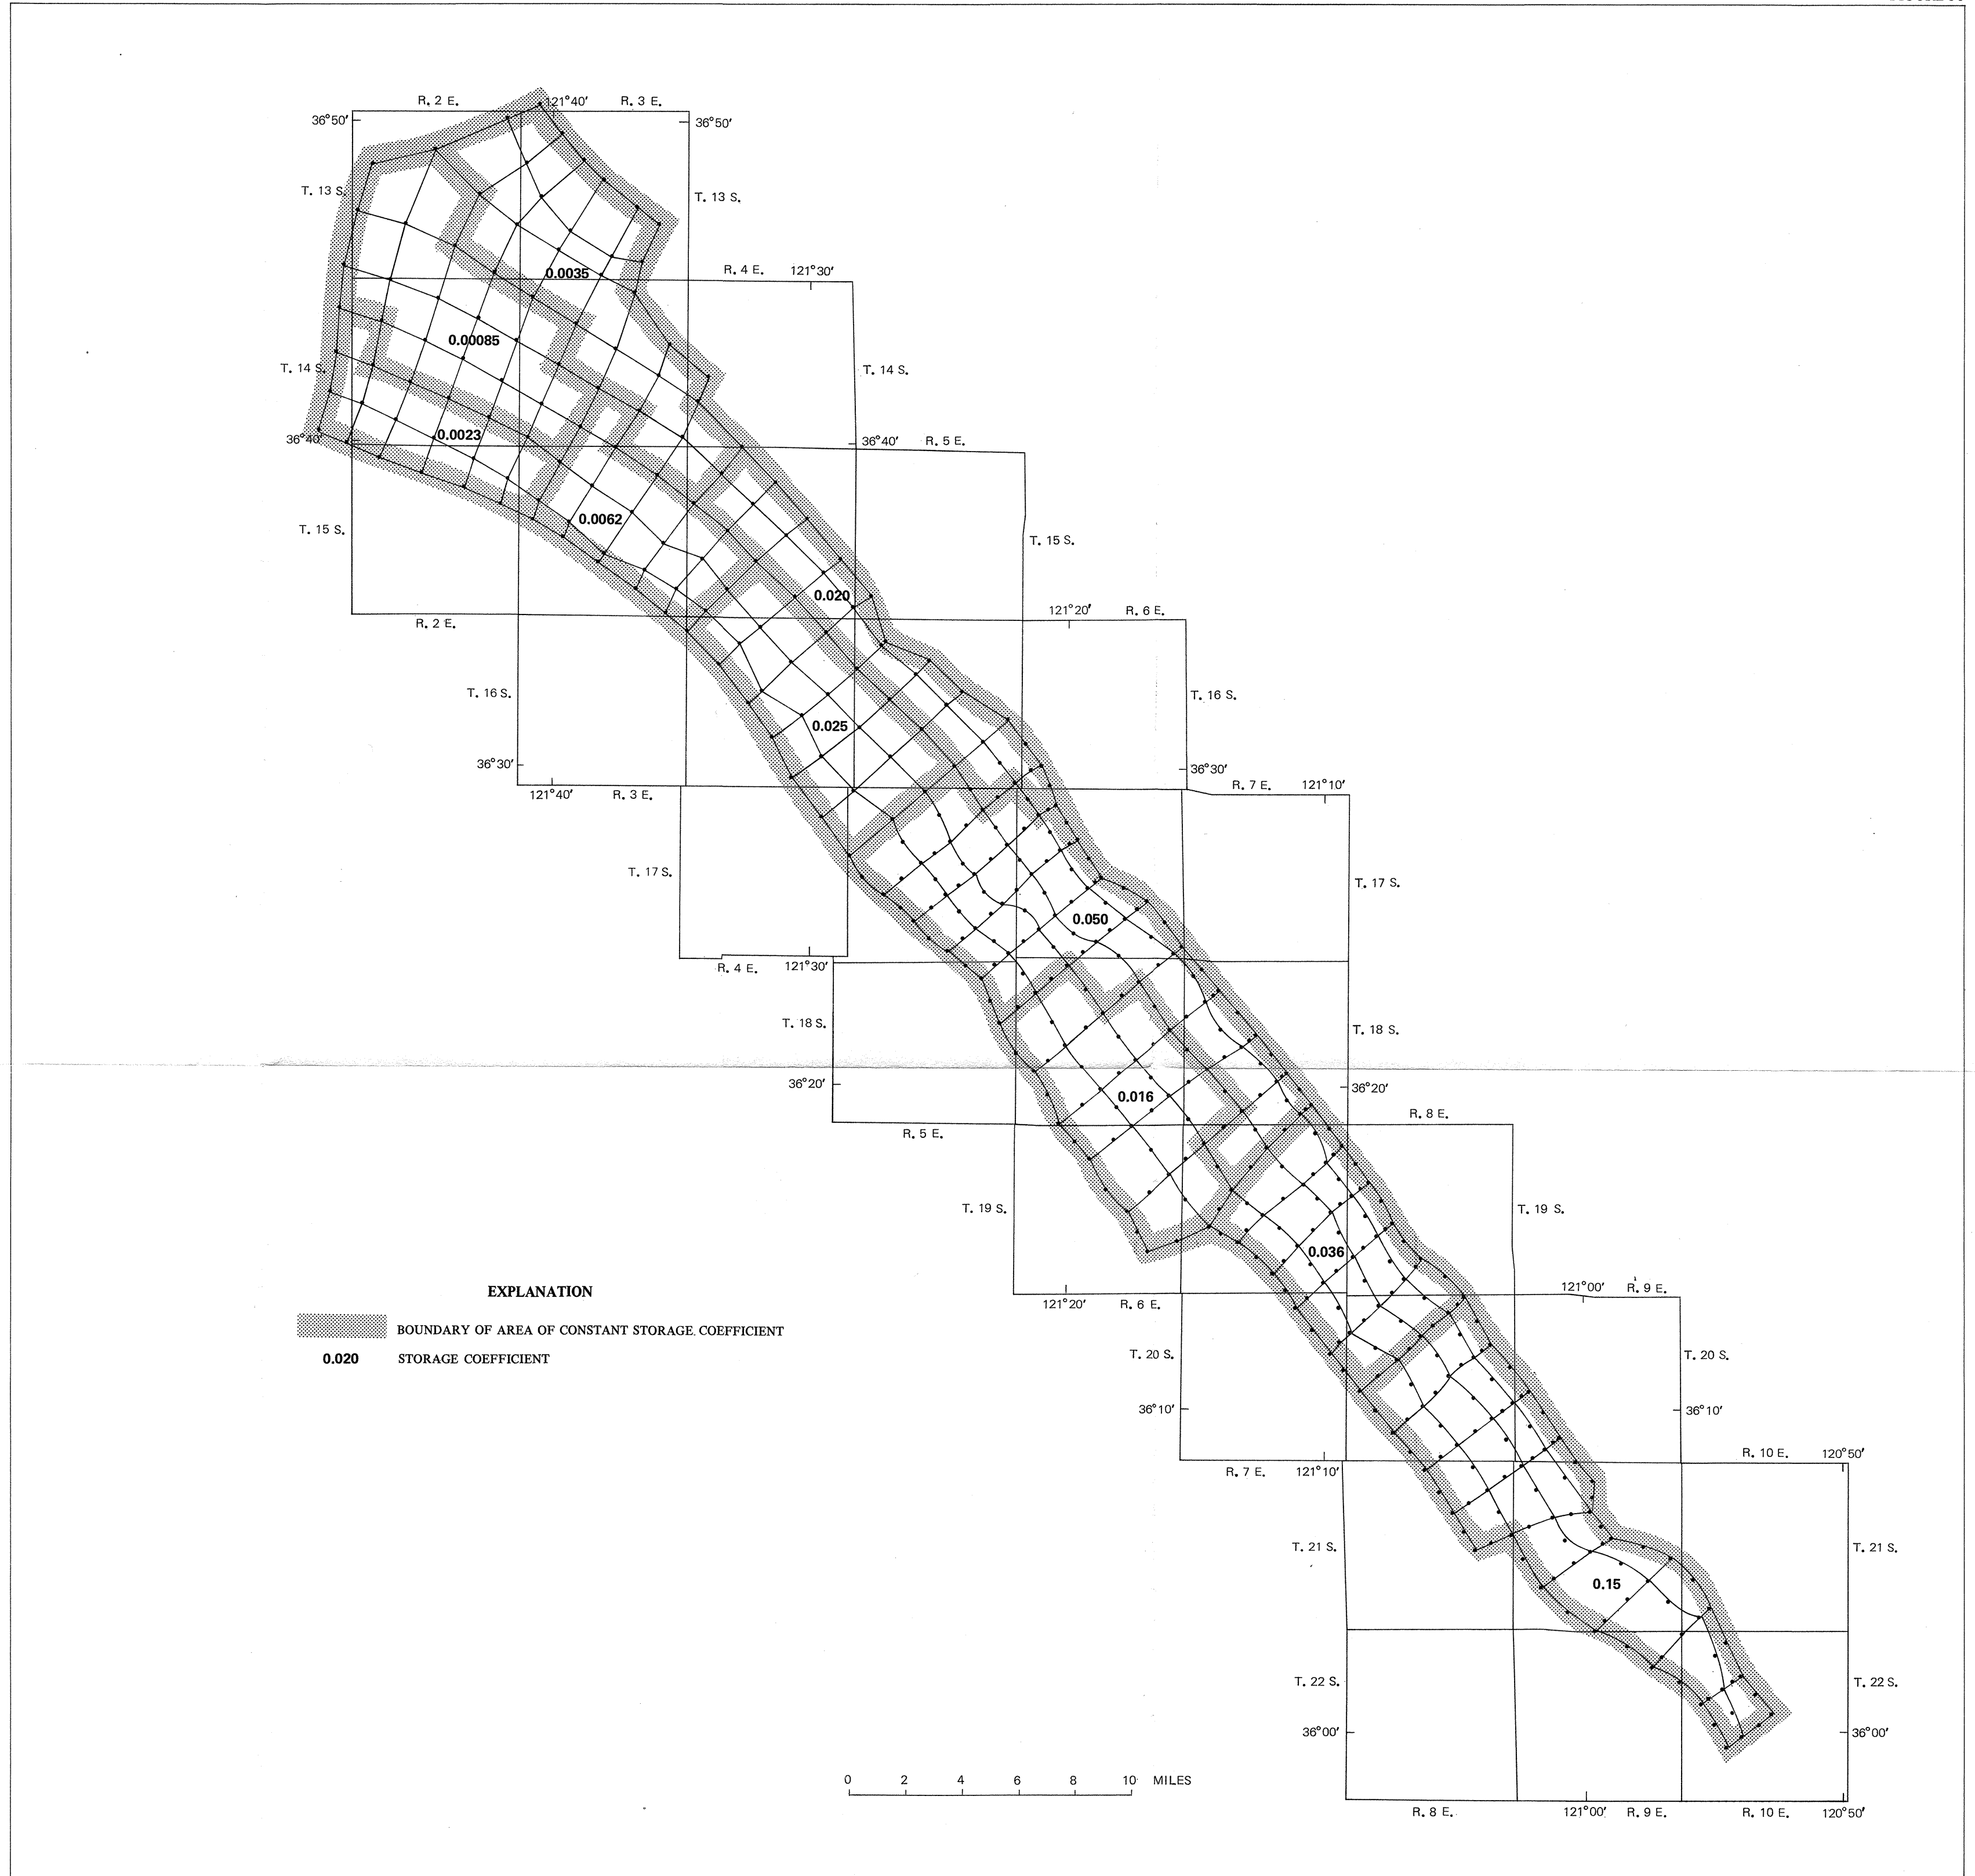 R. 2 E. 121°40′ R. 3 E.
36°50′ 36°50′
T. 13 S. T. 13 S.
0.0035 R. 4 E. 121°30′
0.00085
T. 14 S. T. 14 S.
0.0023
36°40′ 36°40′ R. 5 E.
0.0062
T. 15 S. T. 15 S.
0.020
R. 2 E. 121°20′ R. 6 E.
T. 16 S. T. 16 S.
0.025
36°30′ 36°30′
121°40′ R. 3 E. R. 7 E. 121°10′
T. 17 S. T. 17 S.
0.050
R. 4 E. 121°30′
T. 18 S. T. 18 S.
36°20′ 36°20′
0.016
R. 5 E. R. 8 E.
T. 19 S. T. 19 S.
0.036
EXPLANATION
121°20′ R. 6 E. 121°00′ R. 9 E.
BOUNDARY OF AREA OF CONSTANT STORAGE COEFFICIENT
0.020 STORAGE COEFFICIENT
T. 20 S. T. 20 S.
36°10′ 36°10′
R. 7 E. 121°10′ R. 10 E. 120°50′
T. 21 S. T. 21 S.
0.15
T. 22 S. T. 22 S.
36°00′ 36°00′
0 2 4 6 8 10 MILES
R. 8 E. 121°00′ R. 9 E. R. 10 E. 120°50′